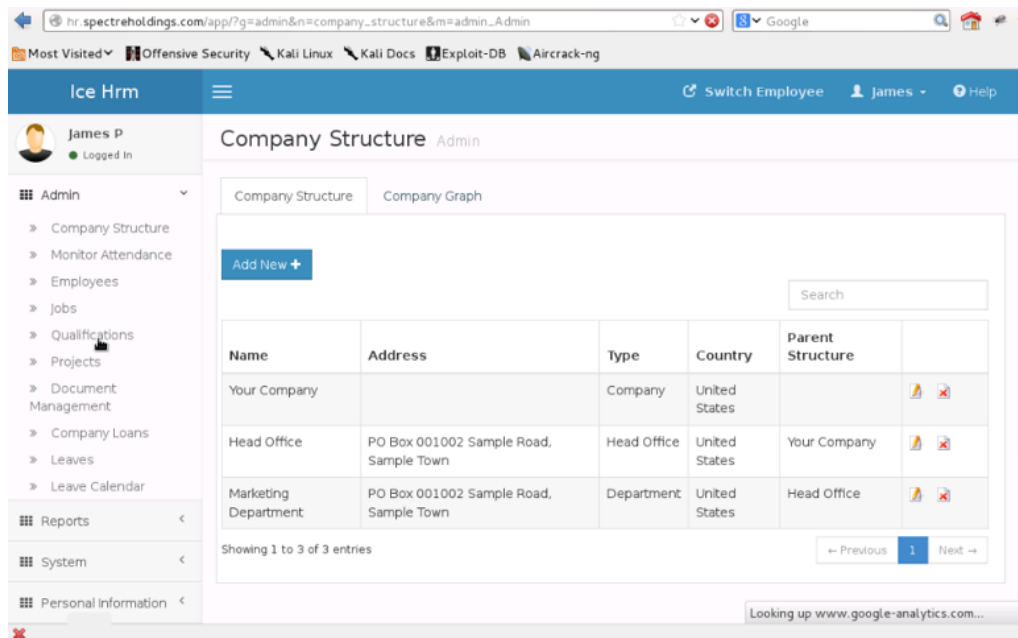 hr.spectreholdings.com/app/?g=admin&n=company_structure&m=admin_Admin
Google
Most Visited Offensive Security Kali Linux Kali Docs Exploit-DB Aircrack-ng
Ice Hrm
Switch Employee James Help
James P
Logged In
Company Structure Admin
Admin
Company Structure
Monitor Attendance
Employees
Jobs
Qualifications
Projects
Document
Management
Company Loans
Leaves
Leave Calendar
Reports
System
Personal Information
Company Structure Company Graph
Add New +
Search
Name Address Type Country Parent
Structure
Your Company Company United
States
Head Office PO Box 001002 Sample Road,
Sample Town Head Office United
States Your Company
Marketing
Department PO Box 001002 Sample Road,
Sample Town Department United
States Head Office
Showing 1 to 3 of 3 entries
← Previous 1 Next →
Looking up www.google-analytics.com...